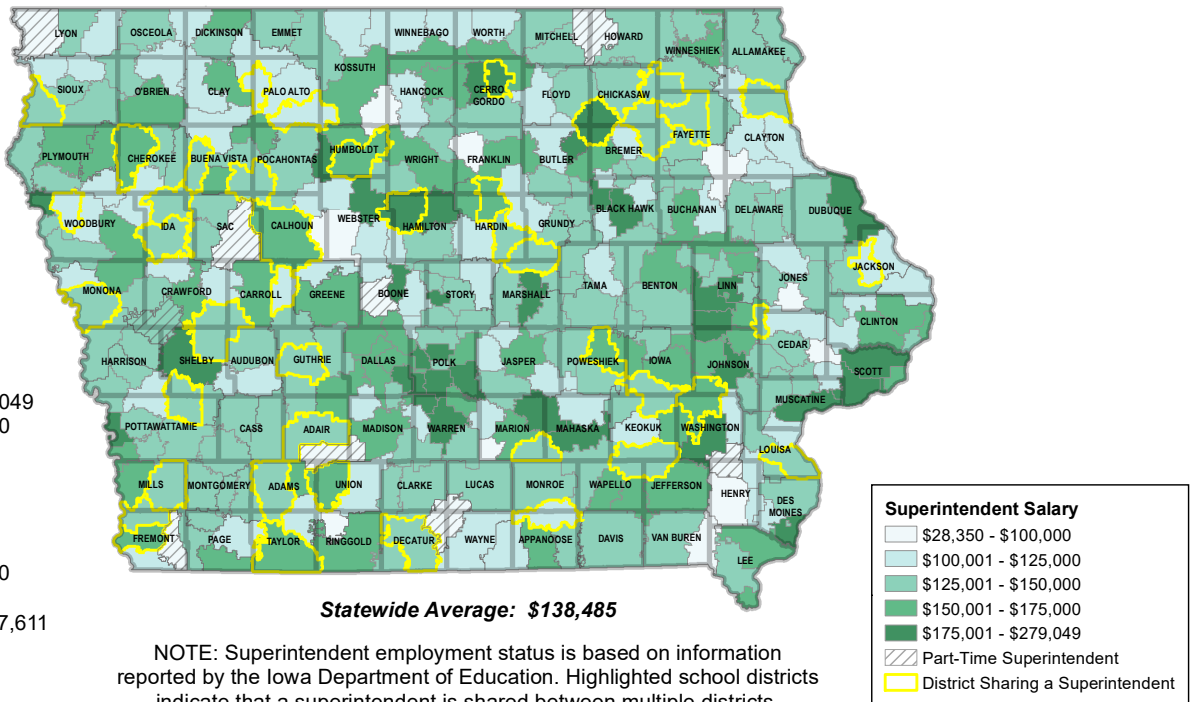 LYON
OSCEOLA
DICKINSON
EMMET
WINNEBAGO
WORTH
MITCHELL
HOWARD
WINNESHIEK
ALLAMAKEE
KOSSUTH
SIOUX
O'BRIEN
CLAY
PALO ALTO
HANCOCK
CERRO
GORDO
FLOYD
CHICKASAW
FAYETTE
CLAYTON
PLYMOUTH
CHEROKEE
BUENA VISTA
POCAHONTAS
HUMBOLDT
WRIGHT
FRANKLIN
BUTLER
BREMER
WOODBURY
IDA
SAC
CALHOUN
WEBSTER
HAMILTON
HARDIN
GRUNDY
BLACK HAWK
BUCHANAN
DELAWARE
DUBUQUE
MONONA
CRAWFORD
CARROLL
GREENE
BOONE
STORY
MARSHALL
TAMA
BENTON
LINN
JONES
JACKSON
CLINTON
HARRISON
SHELBY
AUDUBON
GUTHRIE
DALLAS
POLK
JASPER
POWESHIEK
IOWA
JOHNSON
CEDAR
SCOTT
MUSCATINE
049
0
POTTAWATTAMIE
CASS
ADAIR
MADISON
WARREN
MARION
MAHASKA
KEOKUK
WASHINGTON
LOUISA
MILLS
MONTGOMERY
ADAMS
UNION
CLARKE
LUCAS
MONROE
WAPELLO
JEFFERSON
HENRY
DES
MOINES
FREMONT
PAGE
TAYLOR
RINGGOLD
DECATUR
WAYNE
APPANOOSE
DAVIS
VAN BUREN
LEE
0
7,611
Statewide Average: $138,485
NOTE: Superintendent employment status is based on information
reported by the Iowa Department of Education. Highlighted school districts
indicate that a superintendent is shared between multiple districts
Superintendent Salary
$28,350 - $100,000
$100,001 - $125,000
$125,001 - $150,000
$150,001 - $175,000
$175,001 - $279,049
Part-Time Superintendent
District Sharing a Superintendent